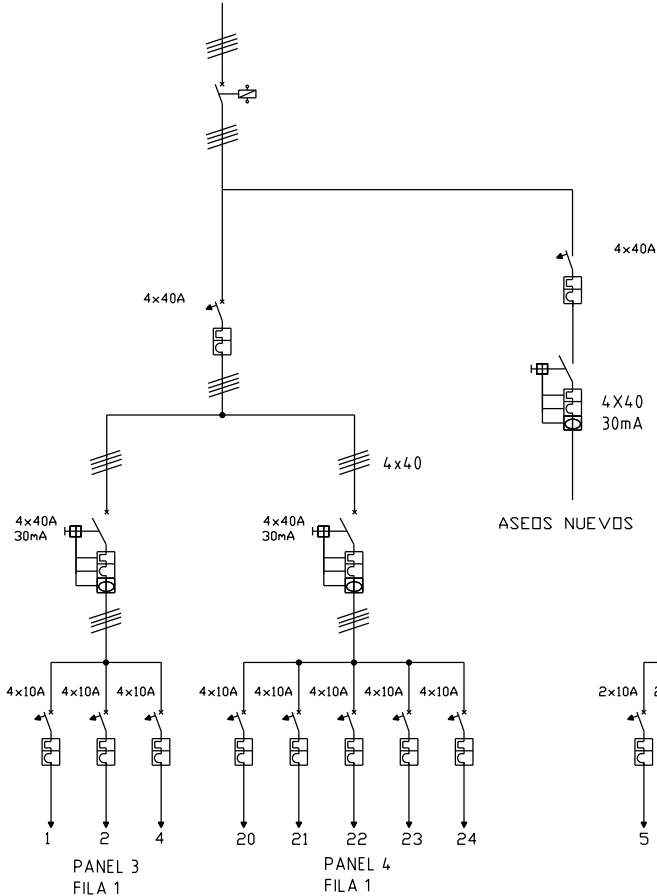 4x40A
4x40A
4X40
30mA
4x40
4x40A
30mA
4x40A
30mA
ASEOS NUEVOS
4x10A 4x10A 4x10A 4x10A 4x10A 4x10A 4x10A 4x10A 2x10A
1 2 4 20 21 22 23 24 5
PANEL 3
FILA 1
PANEL 4
FILA 1